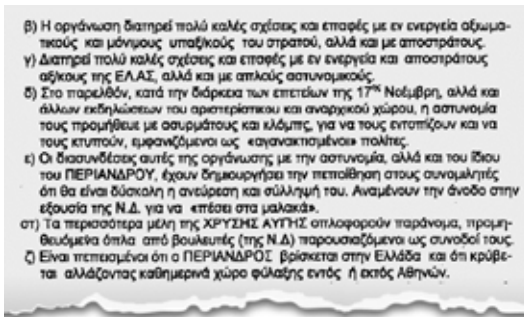 β) Η οργάνωση διατηρεί πολύ καλές σχέσεις και επαφές με εν ενεργεία αξιωμα-
τικούς και μόνιμους υπαξ/κούς του στρατού, αλλά και με αποστράτους.
γ) Διατηρεί πολύ καλές σχέσεις και επαφές με εν ενεργεία και αποστράτους
αξ/κους της ΕΛ.ΑΣ, αλλά και με απλούς αστυνομικούς.
δ) Στο παρελθόν, κατά την διάρκεια των επετείων της 17ης Νοέμβρη, αλλά και
άλλων εκδηλώσεων του αριστερίστικου και αναρχικού χώρου, η αστυνομία
τους προμήθευε με ασυρμάτους και κλόμπς, για να τους εντοπίζουν και να
τους κτυπούν, εμφανιζόμενοι ως «αγανακτισμένοι» πολίτες.
ε) Οι διασυνδέσεις αυτές της οργάνωσης με την αστυνομία, αλλά και του ίδιου
του ΠΕΡΙΑΝΔΡΟΥ, έχουν δημιουργήσει την πεποίθηση στους συνομιλητές
ότι θα είναι δύσκολη η ανεύρεση και σύλληψή του. Αναμένουν την άνοδο στην
εξουσία της Ν.Δ. για να «πέσει στα μαλακά».
στ) Τα περισσότερα μέλη της ΧΡΥΣΗΣ ΑΥΓΗΣ οπλοφορούν παράνομα, προμη-
θευόμενα όπλα από βουλευτές (της Ν.Δ) παρουσιαζόμενοι ως συνοδοί τους.
ζ) Είναι πεπεισμένοι ότι ο ΠΕΡΙΑΝΔΡΟΣ βρίσκεται στην Ελλάδα και ότι κρύβε-
ται αλλάζοντας καθημερινά χώρο φύλαξης εντός ή εκτός Αθηνών.